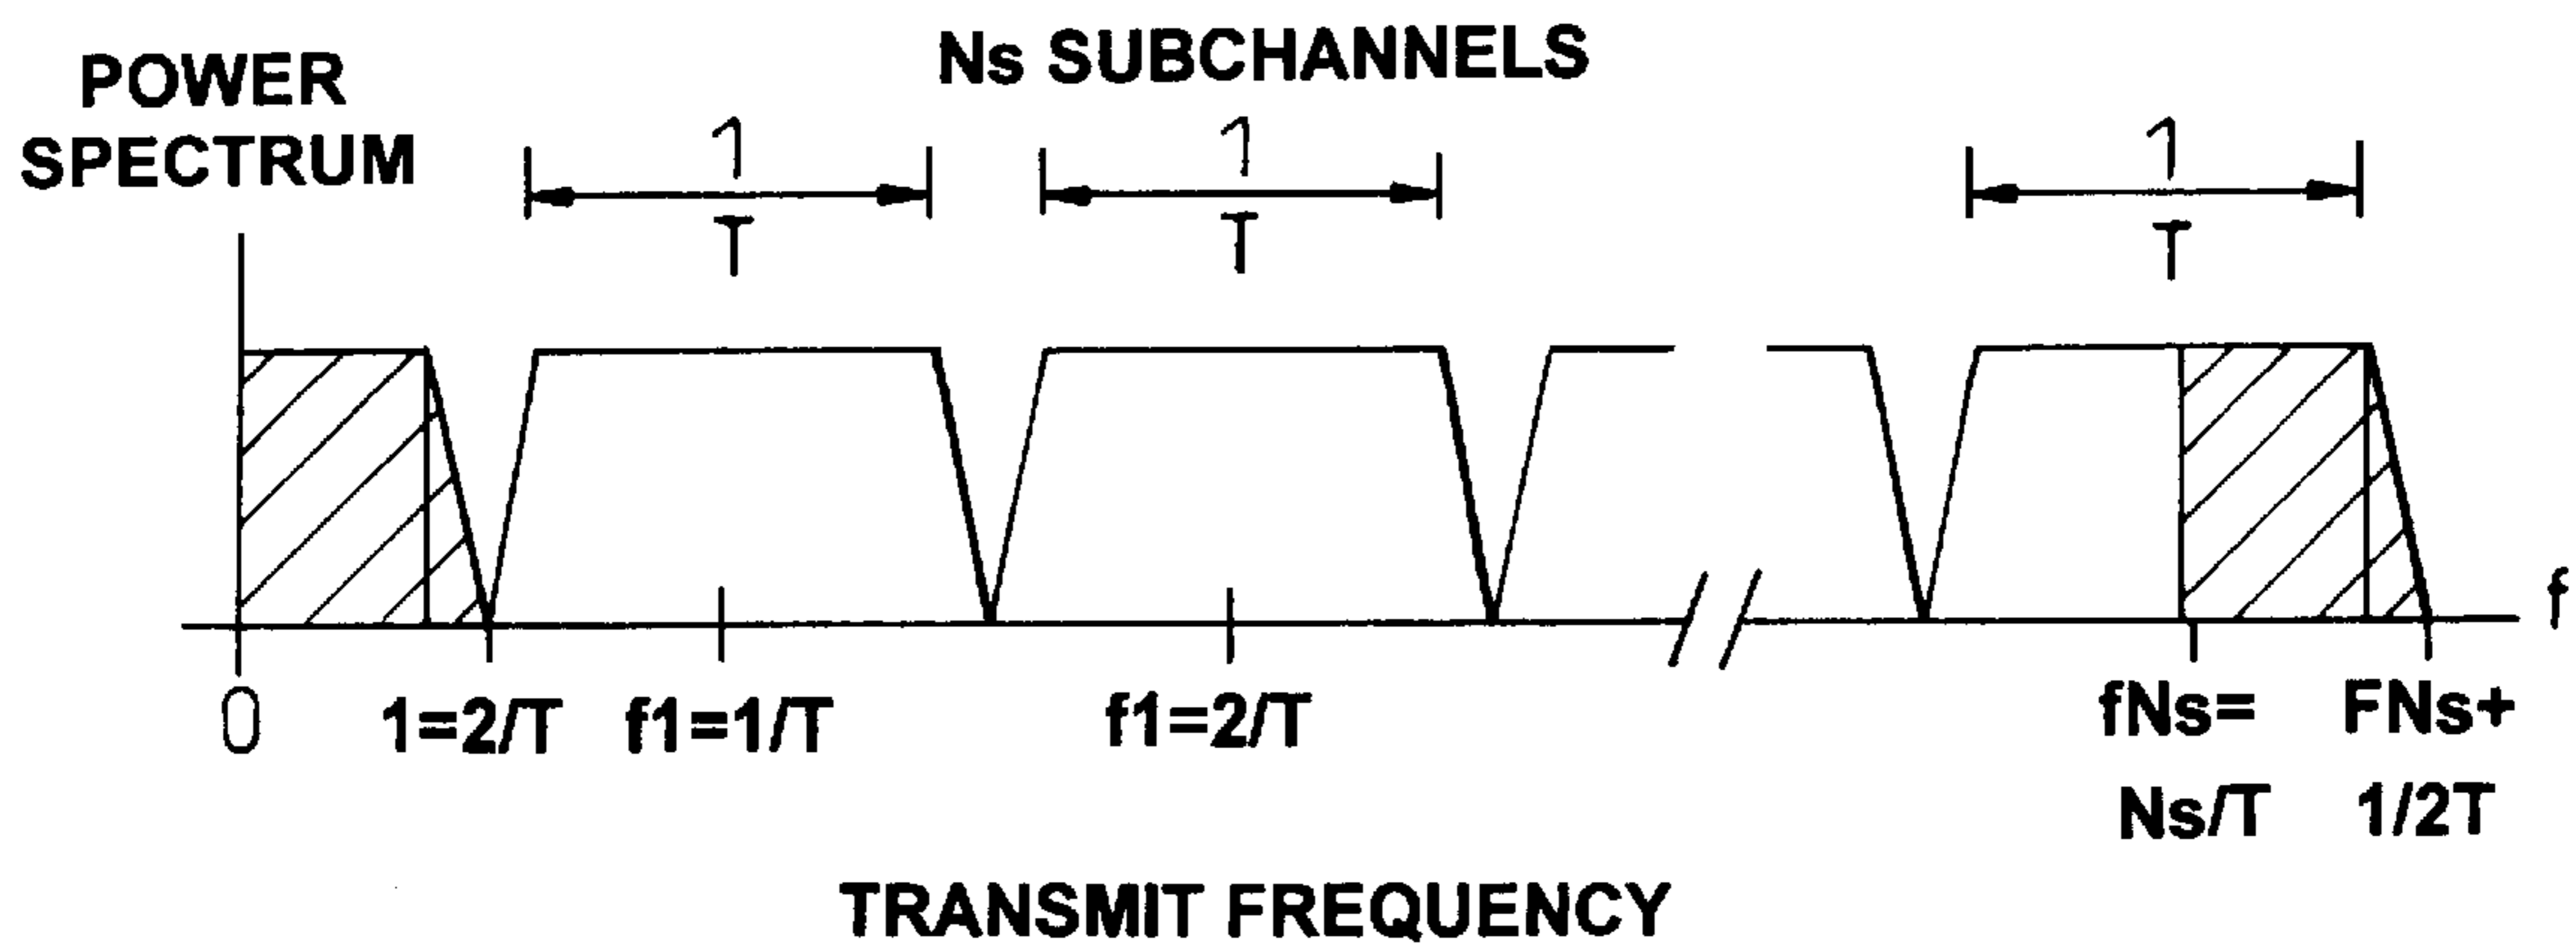 Ns SUBCHANNELS
POWER
SPECTRUM
1
T
1
T
1
T
f
0
1=2/T
f1=1/T
f1=2/T
fNs=
Ns/T
FNs+
1/2T
TRANSMIT FREQUENCY